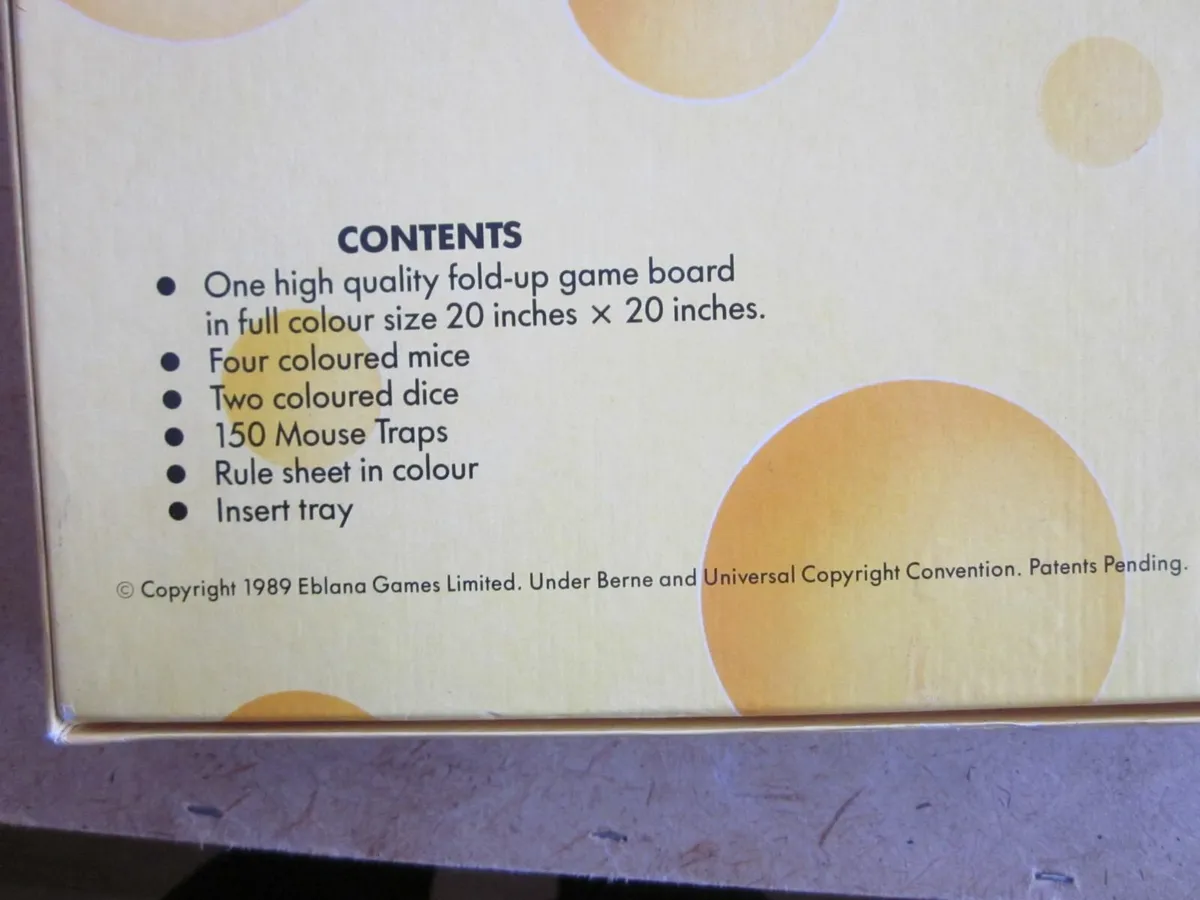 CONTENTS
● One high quality fold-up game board
in full colour size 20 inches × 20 inches.
● Four coloured mice
● Two coloured dice
● 150 Mouse Traps
● Rule sheet in colour
● Insert tray
© Copyright 1989 Eblana Games Limited. Under Berne and Universal Copyright Convention. Patents Pending.